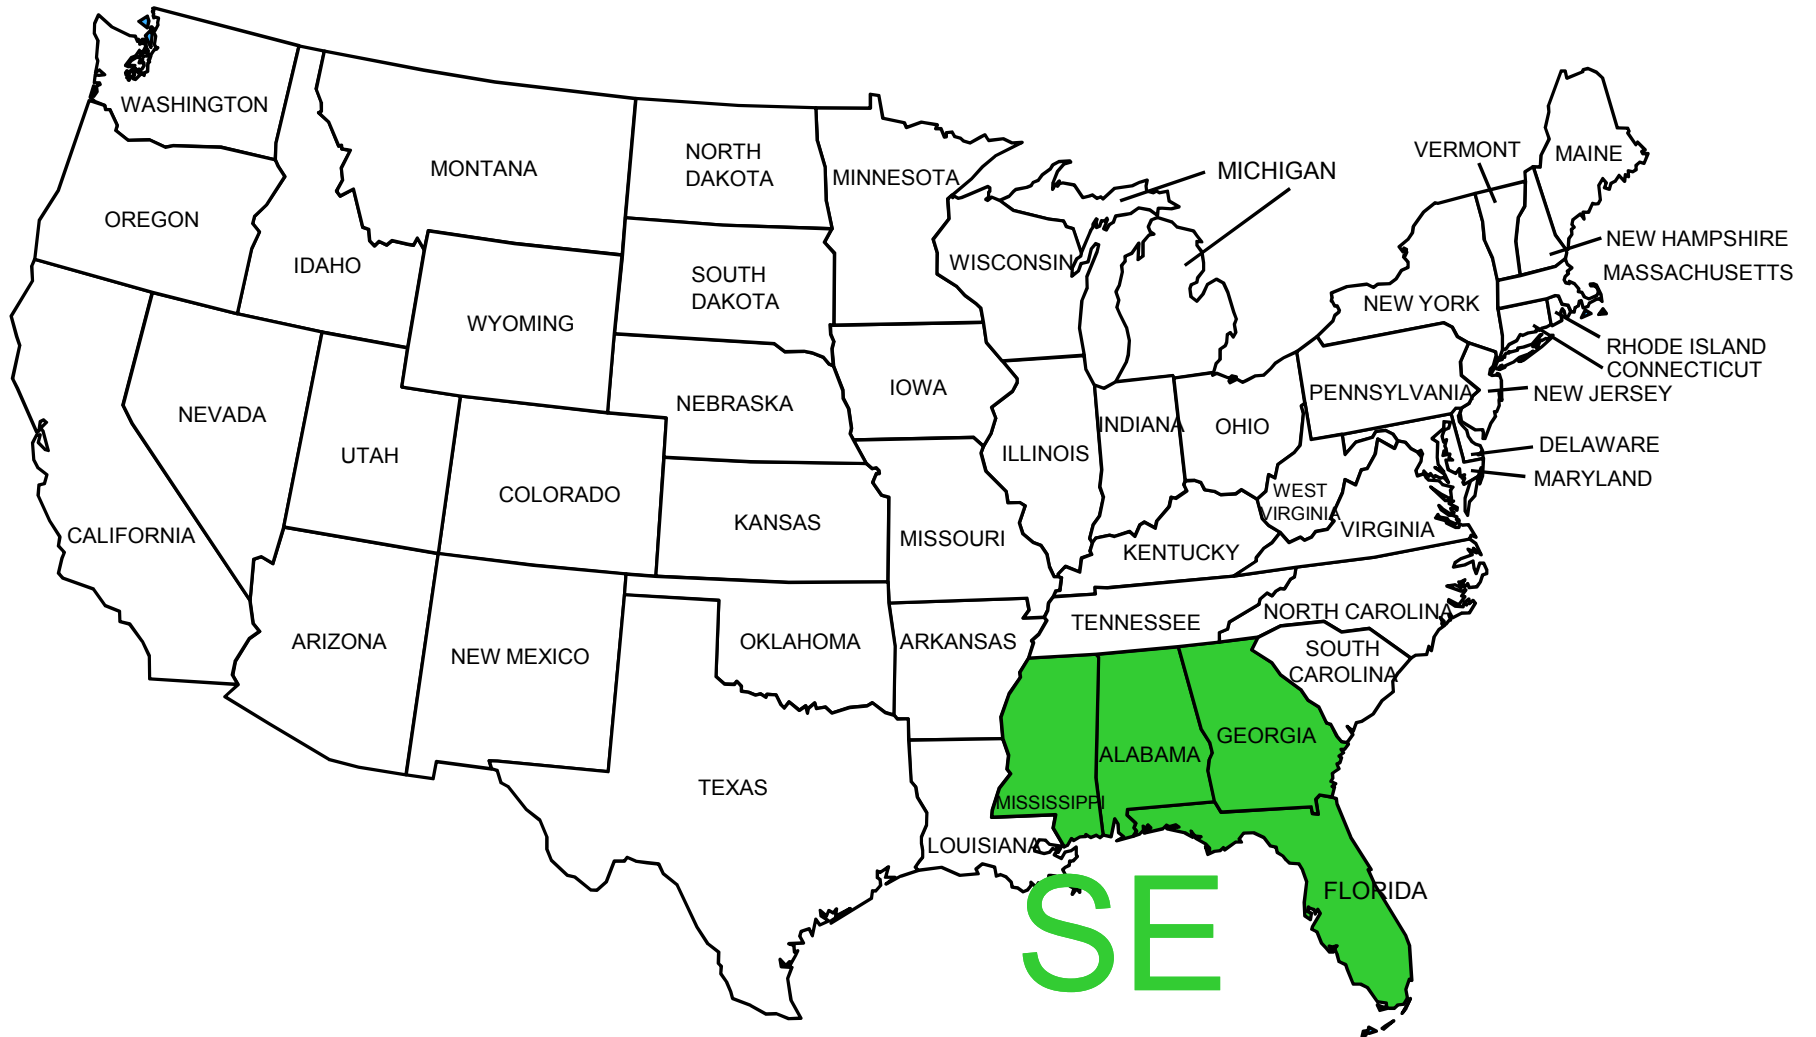 WASHINGTON
MONTANA
NORTH
DAKOTA
MINNESOTA
MICHIGAN
VERMONT
MAINE
OREGON
IDAHO
SOUTH
DAKOTA
WISCONSIN
NEW HAMPSHIRE
MASSACHUSETTS
WYOMING
NEW YORK
RHODE ISLAND
CONNECTICUT
NEVADA
NEBRASKA
IOWA
PENNSYLVANIA
NEW JERSEY
UTAH
COLORADO
ILLINOIS
INDIANA
OHIO
DELAWARE
MARYLAND
CALIFORNIA
KANSAS
MISSOURI
WEST
VIRGINIA
VIRGINIA
KENTUCKY
ARIZONA
NEW MEXICO
OKLAHOMA
ARKANSAS
TENNESSEE
NORTH CAROLINA
SOUTH
CAROLINA
TEXAS
MISSISSIPPI
ALABAMA
GEORGIA
LOUISIANA
FLORIDA
SE